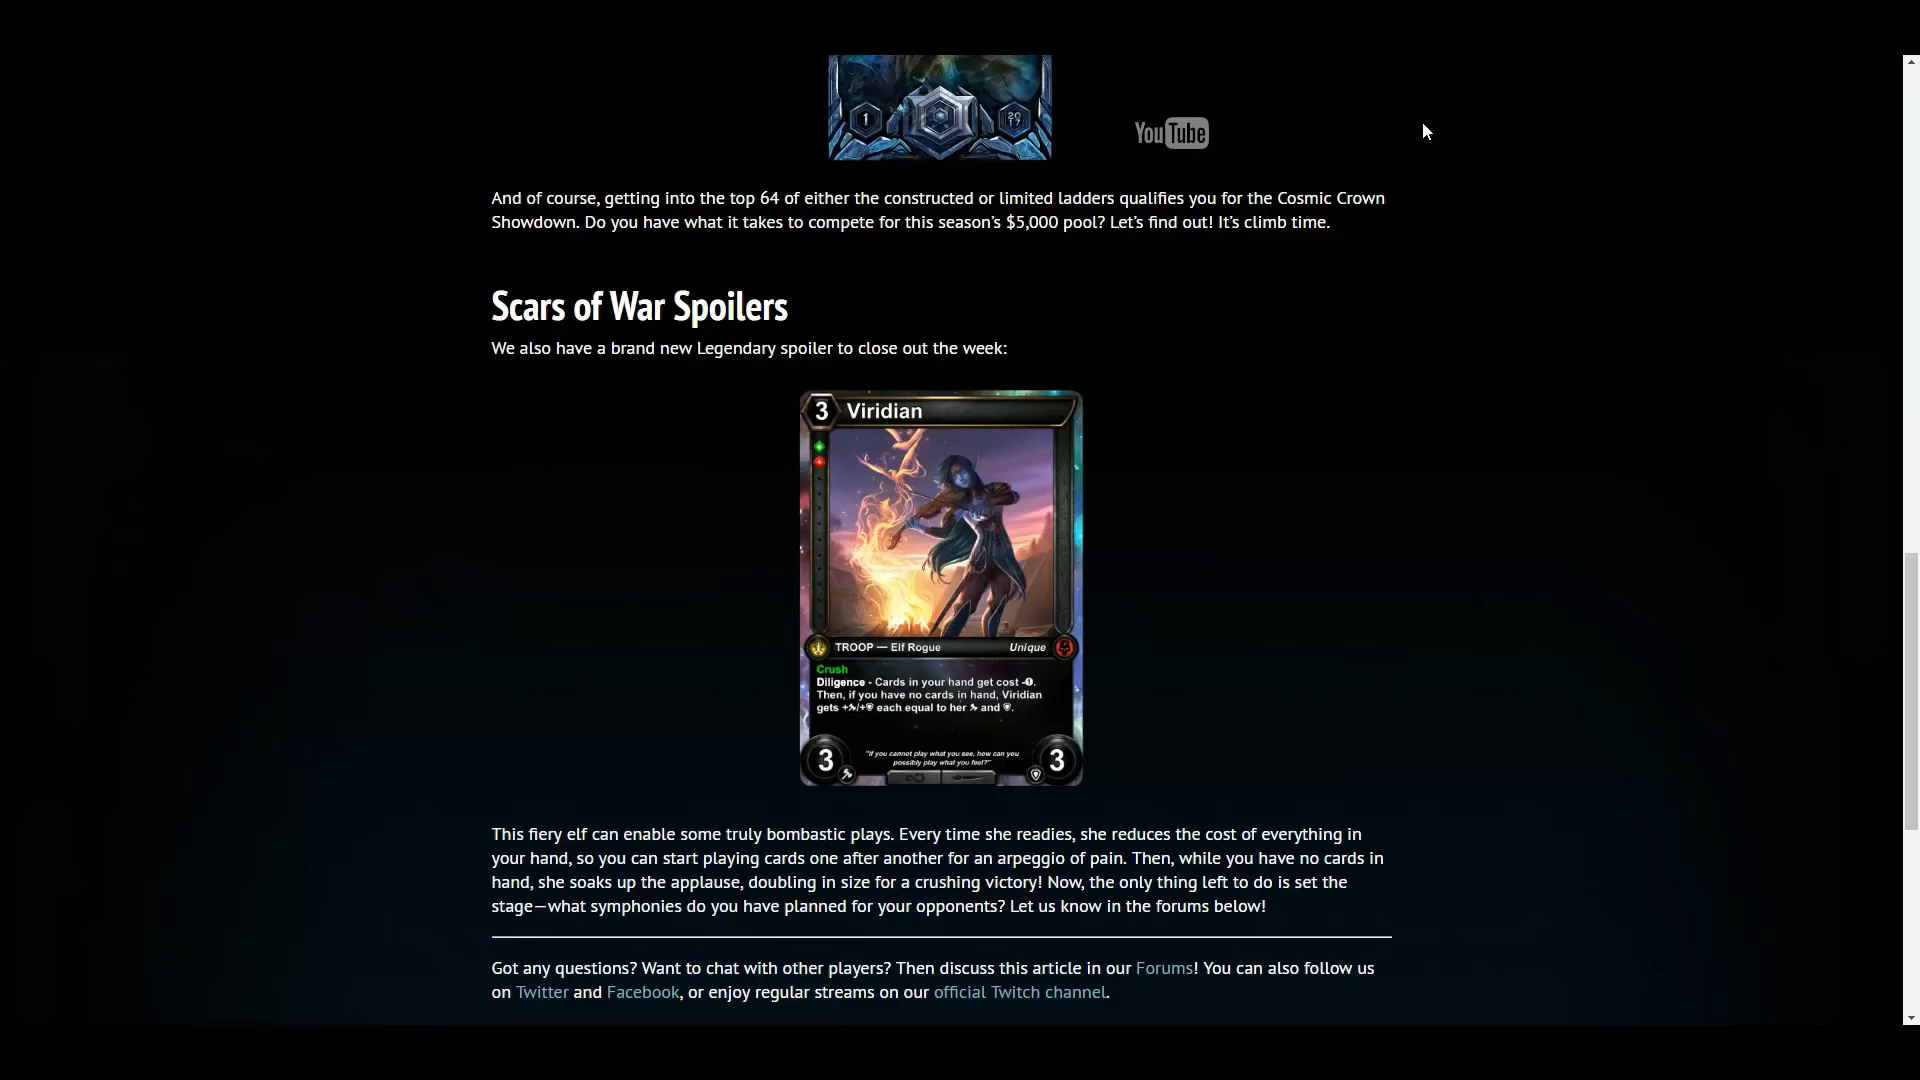 1
20
17
YouTube
And of course, getting into the top 64 of either the constructed or limited ladders qualifies you for the Cosmic Crown
Showdown. Do you have what it takes to compete for this season’s $5,000 pool? Let’s find out! It’s climb time.
Scars of War Spoilers
We also have a brand new Legendary spoiler to close out the week:
3 Viridian
TROOP — Elf Rogue Unique
Crush
Diligence - Cards in your hand get cost -1.
Then, if you have no cards in hand, Viridian
gets +/+ each equal to her and .
"If you cannot play what you see, how can you
possibly play what you feel?"
3 3
This fiery elf can enable some truly bombastic plays. Every time she readies, she reduces the cost of everything in
your hand, so you can start playing cards one after another for an arpeggio of pain. Then, while you have no cards in
hand, she soaks up the applause, doubling in size for a crushing victory! Now, the only thing left to do is set the
stage—what symphonies do you have planned for your opponents? Let us know in the forums below!
Got any questions? Want to chat with other players? Then discuss this article in our Forums! You can also follow us
on Twitter and Facebook, or enjoy regular streams on our official Twitch channel.